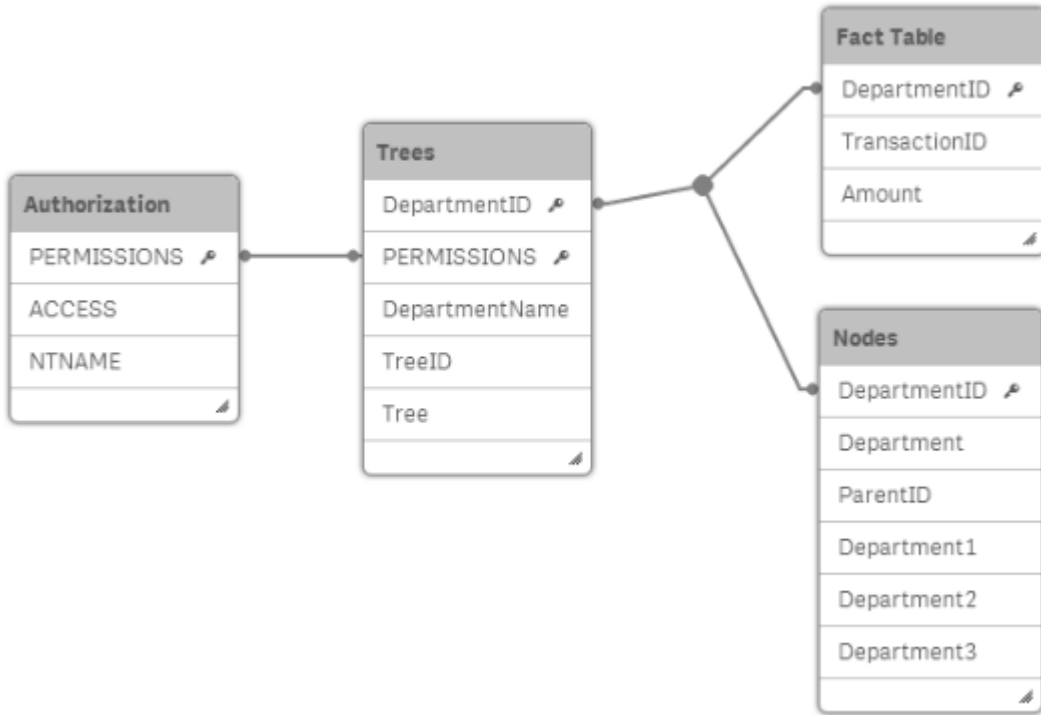 Authorization
PERMISSIONS
ACCESS
NTNAME
Trees
DepartmentID
PERMISSIONS
DepartmentName
TreeID
Tree
Fact Table
DepartmentID
TransactionID
Amount
Nodes
DepartmentID
Department
ParentID
Department1
Department2
Department3